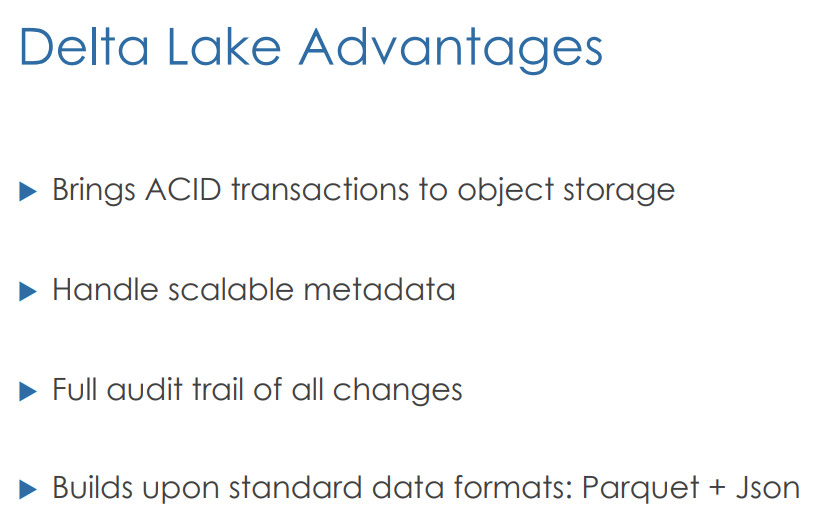 Delta Lake Advantages
Brings ACID transactions to object storage
Handle scalable metadata
Full audit trail of all changes
Builds upon standard data formats: Parquet + Json